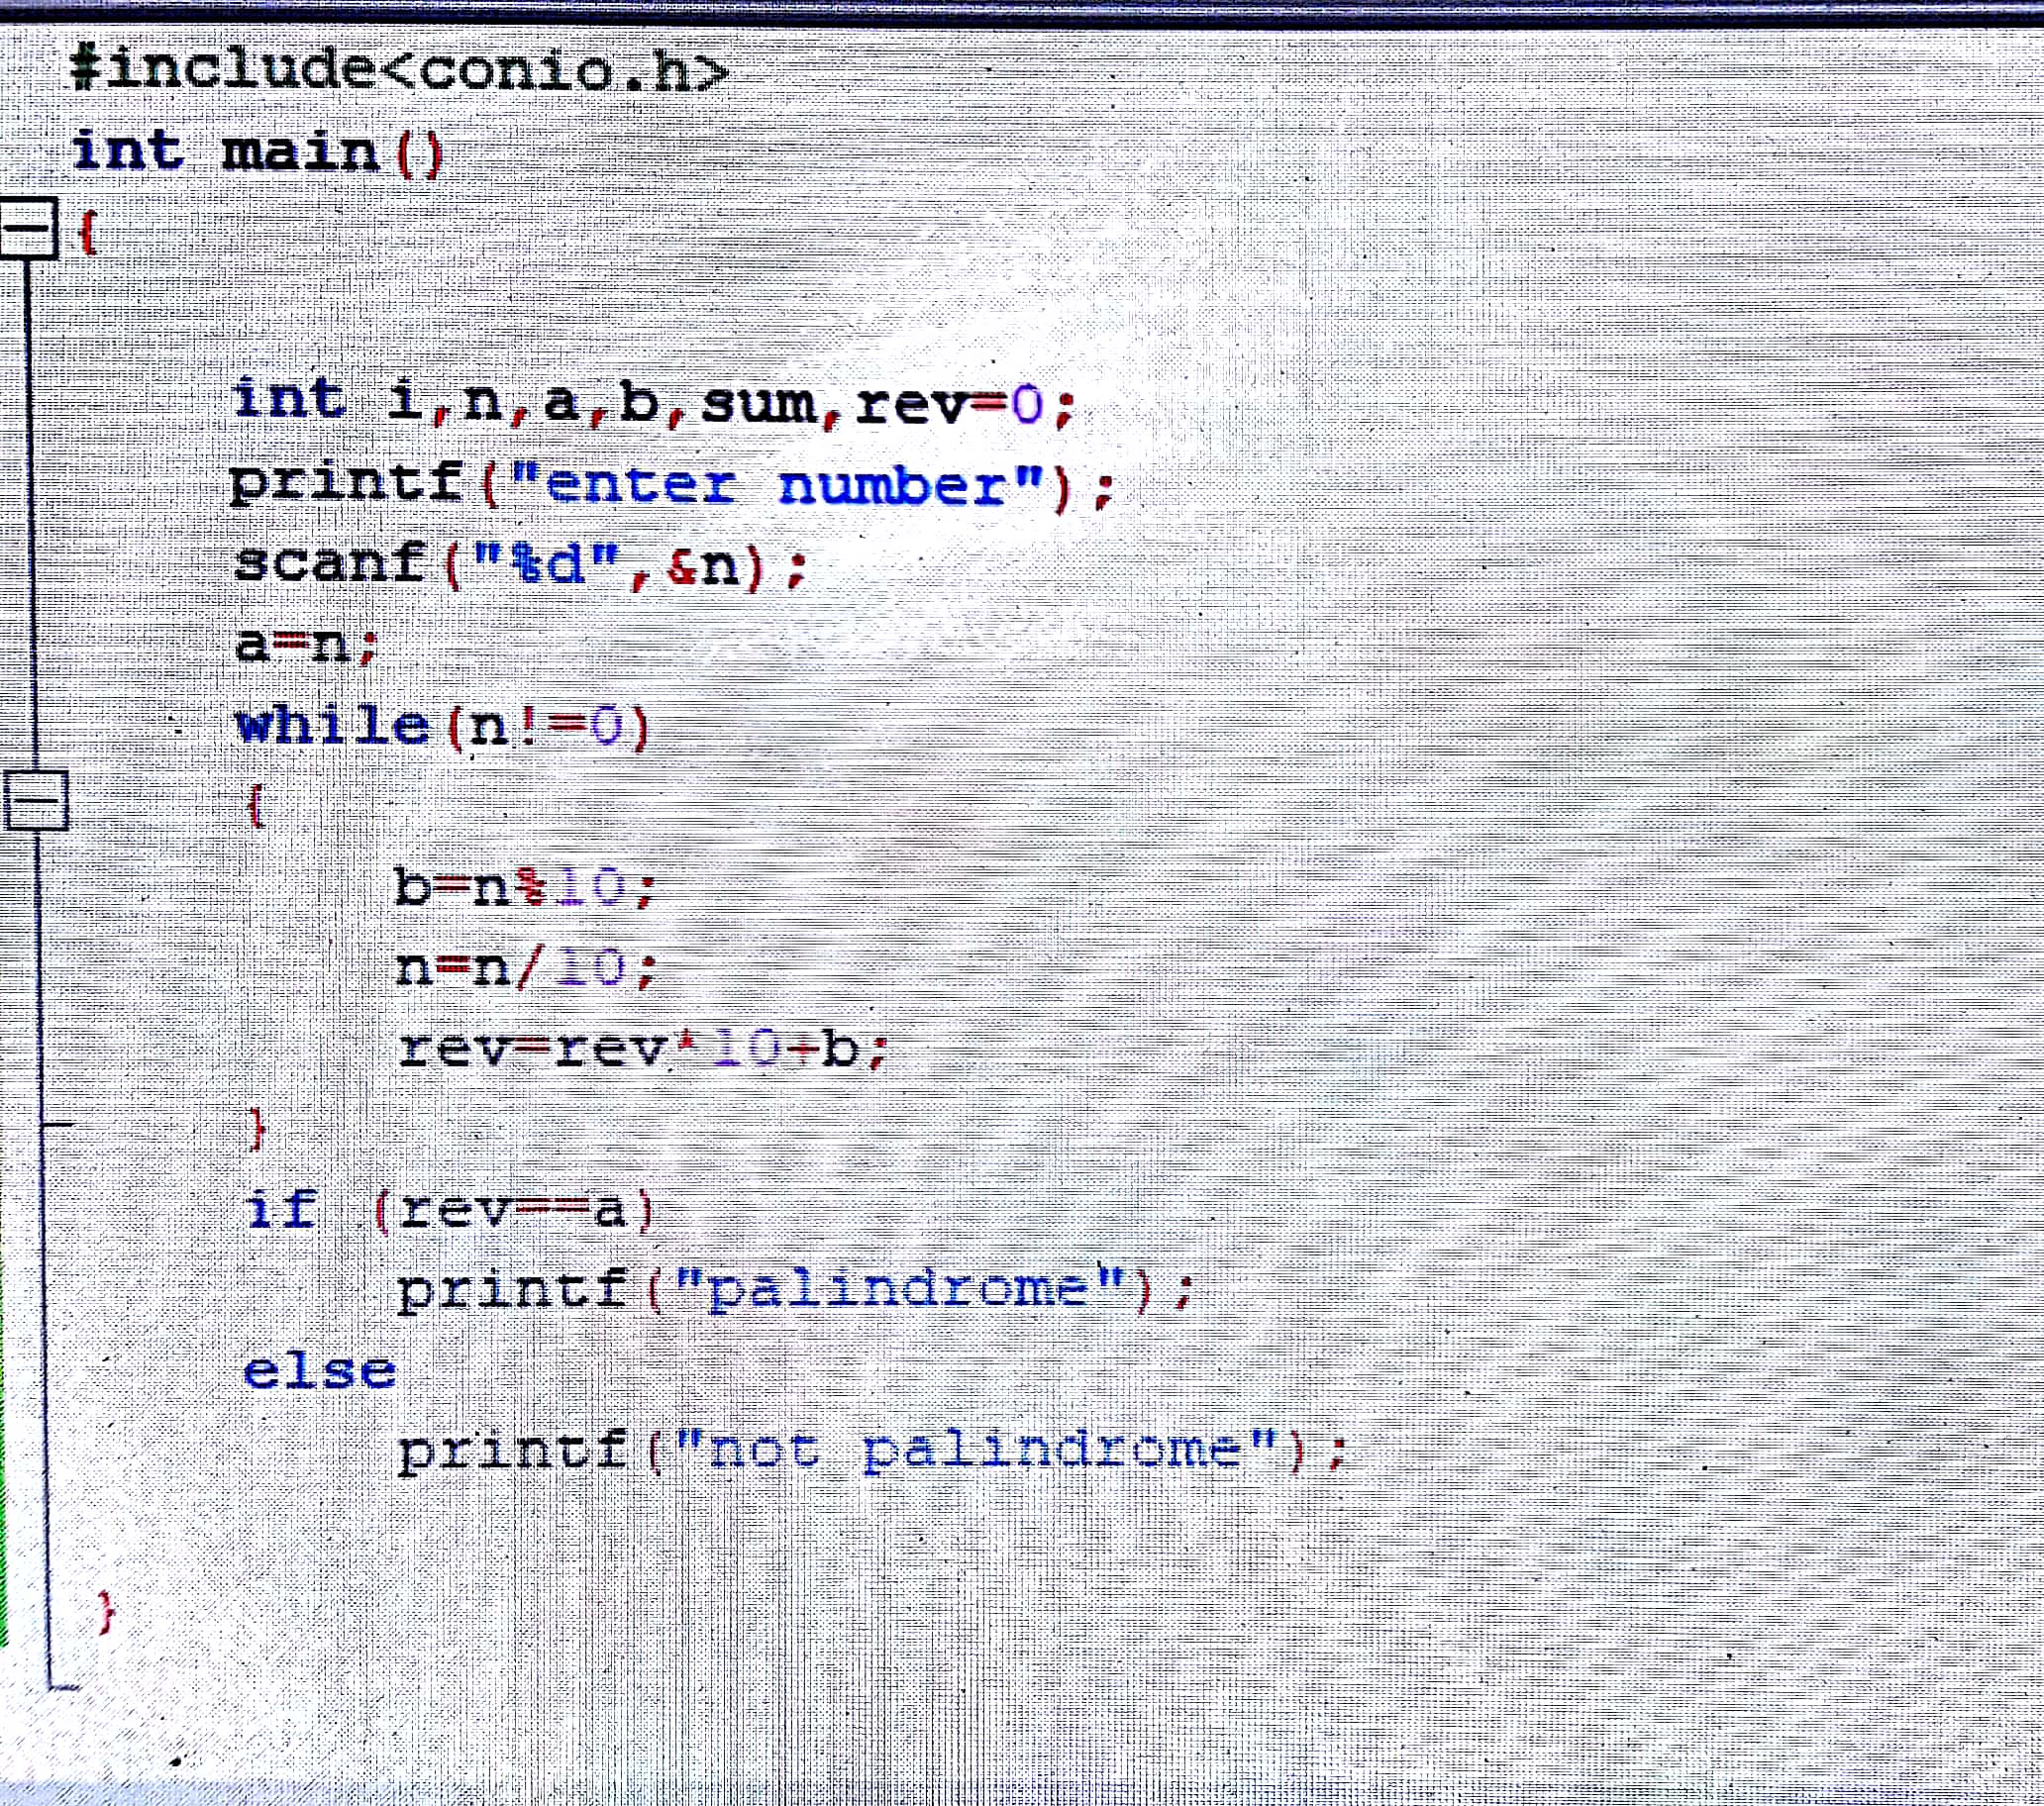 #include<conio.h>
int main()
{
int i,n,a,b,sum,rev=0;
printf("enter number");
scanf("%d",&n);
a=n;
while(n!=0)
{
b=n%10;
n=n/10;
rev=rev*10+b;
}
if (rev==a)
printf("palindrome");
else
printf("not palindrome");
}